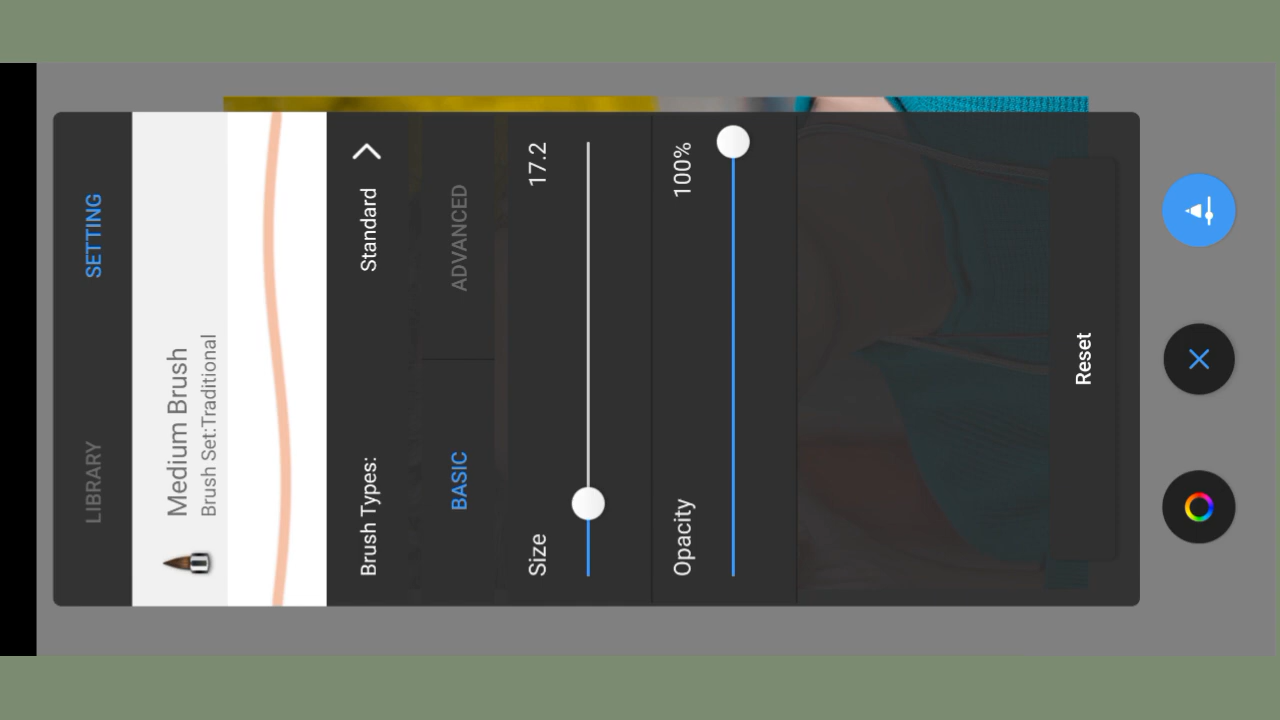 LIBRARY SETTING
Medium Brush
Brush Set:Traditional
Brush Types: Standard
BASIC ADVANCED
Size 17.2
Opacity 100%
Reset